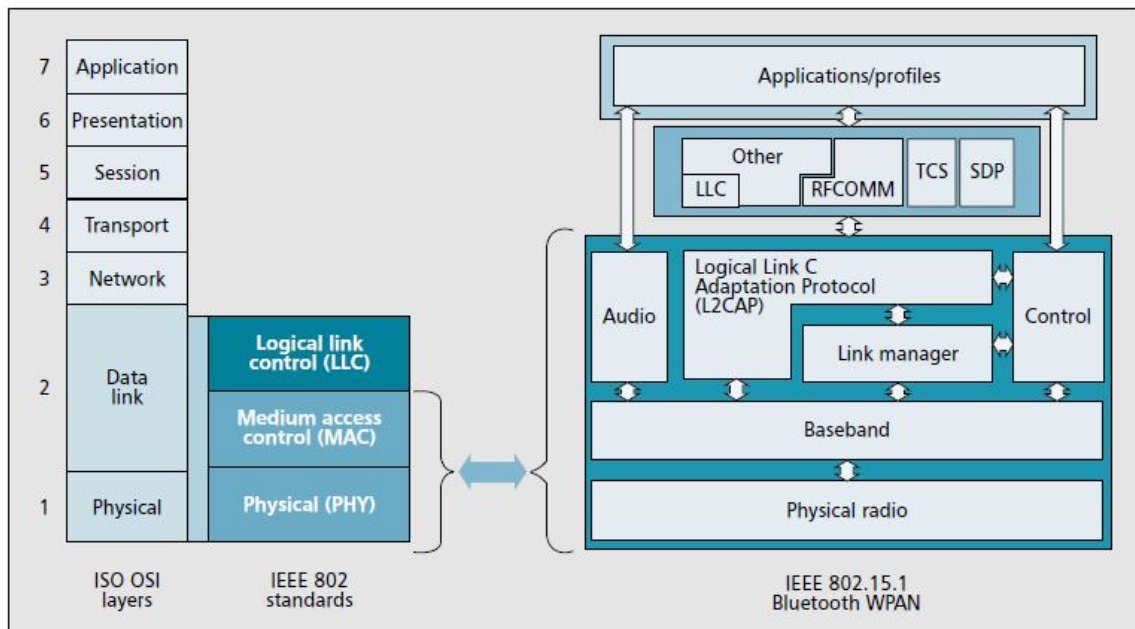 7
Application
6
Presentation
5
Session
4
Transport
3
Network
2
Data
link
1
Physical
ISO OSI
layers
Logical link
control (LLC)
Medium access
control (MAC)
Physical (PHY)
IEEE 802
standards
Applications/profiles
Other
LLC
RFCOMM
TCS
SDP
Audio
Logical Link C
Adaptation Protocol
(L2CAP)
Link manager
Control
Baseband
Physical radio
IEEE 802.15.1
Bluetooth WPAN